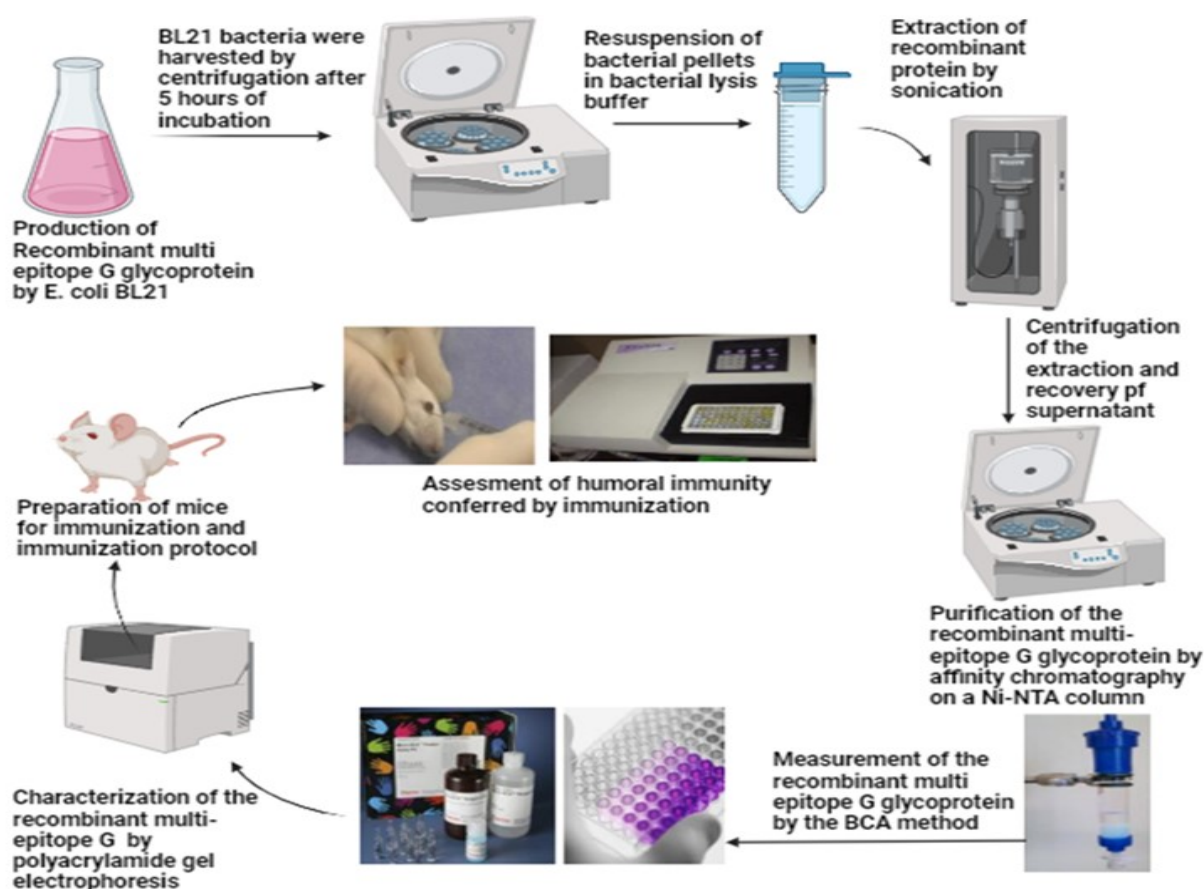 BL21 bacteria were
harvested by
centrifugation after
5 hours of
incubation
Resuspension of
bacterial pellets
in bacterial lysis
buffer
Extraction of
recombinant
protein by
sonication
Production of
Recombinant multi
epitope G glycoprotein
by E. coli BL21
Centrifugation
of the
extraction and
recovery pf
supernatant
Assesment of humoral immunity
conferred by immunization
Preparation of mice
for immunization and
immunization protocol
Purification of the
recombinant multi-
epitope G glycoprotein by
affinity chromatography
on a Ni-NTA column
Measurement of the
recombinant multi
epitope G glycoprotein
by the BCA method
Characterization of the
recombinant multi-
epitope G by
polyacrylamide gel
electrophoresis